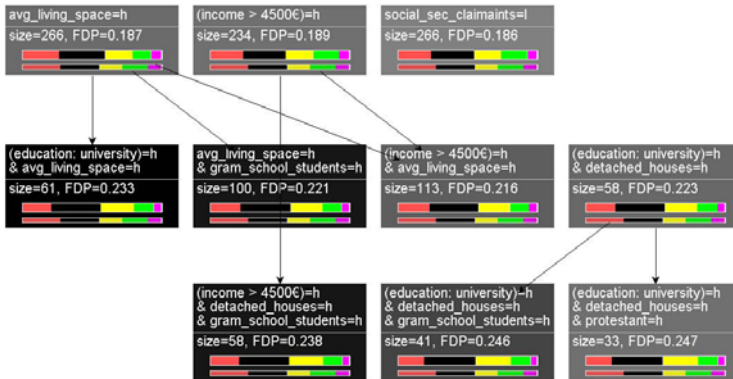 avg_living_space=h
size=266, FDP=0.187
(income > 4500€)=h
size=234, FDP=0.189
social_sec_claimaints=l
size=266, FDP=0.186
(education: university)=h
& avg_living_space=h
size=61, FDP=0.233
avg_living_space=h
& gram_school_students=h
size=100, FDP=0.221
(income > 4500€)=h
& avg_living_space=h
size=113, FDP=0.216
(education: university)=h
& detached_houses=h
size=58, FDP=0.223
(income > 4500€)=h
& detached_houses=h
& gram_school_students=h
size=58, FDP=0.238
(education: university)=h
& detached_houses=h
& gram_school_students=h
size=41, FDP=0.246
(education: university)=h
& detached_houses=h
& protestant=h
size=33, FDP=0.247